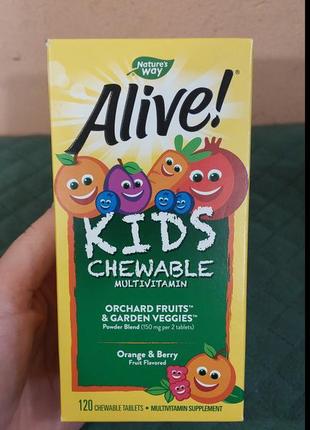 Nature's
Way
Alive!
KIDS
CHEWABLE
MULTIVITAMIN
ORCHARD FRUITS™
& GARDEN VEGGIES™
Powder Blend (150 mg per 2 tablets)
Orange & Berry
Fruit Flavored
120 CHEWABLE TABLETS • MULTIVITAMIN SUPPLEMENT